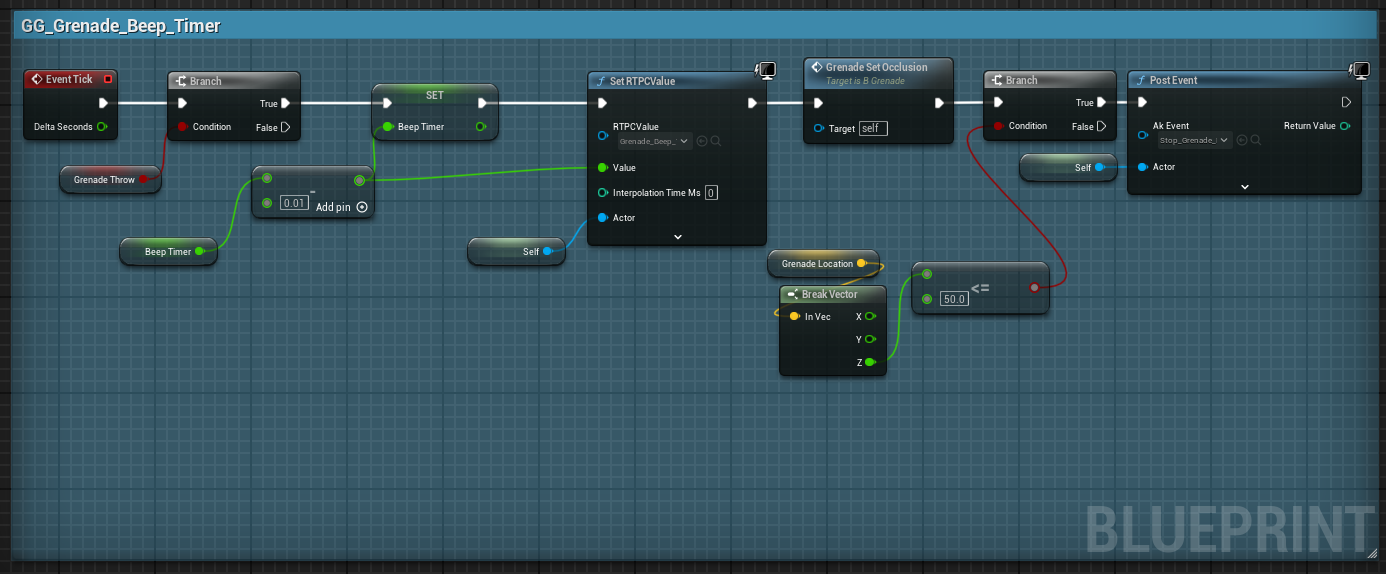 GG_Grenade_Beep_Timer
Event Tick
Delta Seconds
Branch
True
Condition
False
Grenade Throw
SET
Beep Timer
0.01
-
Add pin
Beep Timer
Set RTPCValue
RTPCValue
Grenade_Beep_
Value
Interpolation Time Ms 0
Actor
Self
Grenade Set Occlusion
Target is B Grenade
Target self
Grenade Location
Break Vector
In Vec
X
Y
Z
50.0
<=
Branch
True
Condition
False
Self
Post Event
Ak Event
Return Value
Stop_Grenade_
Actor
BLUEPRINT